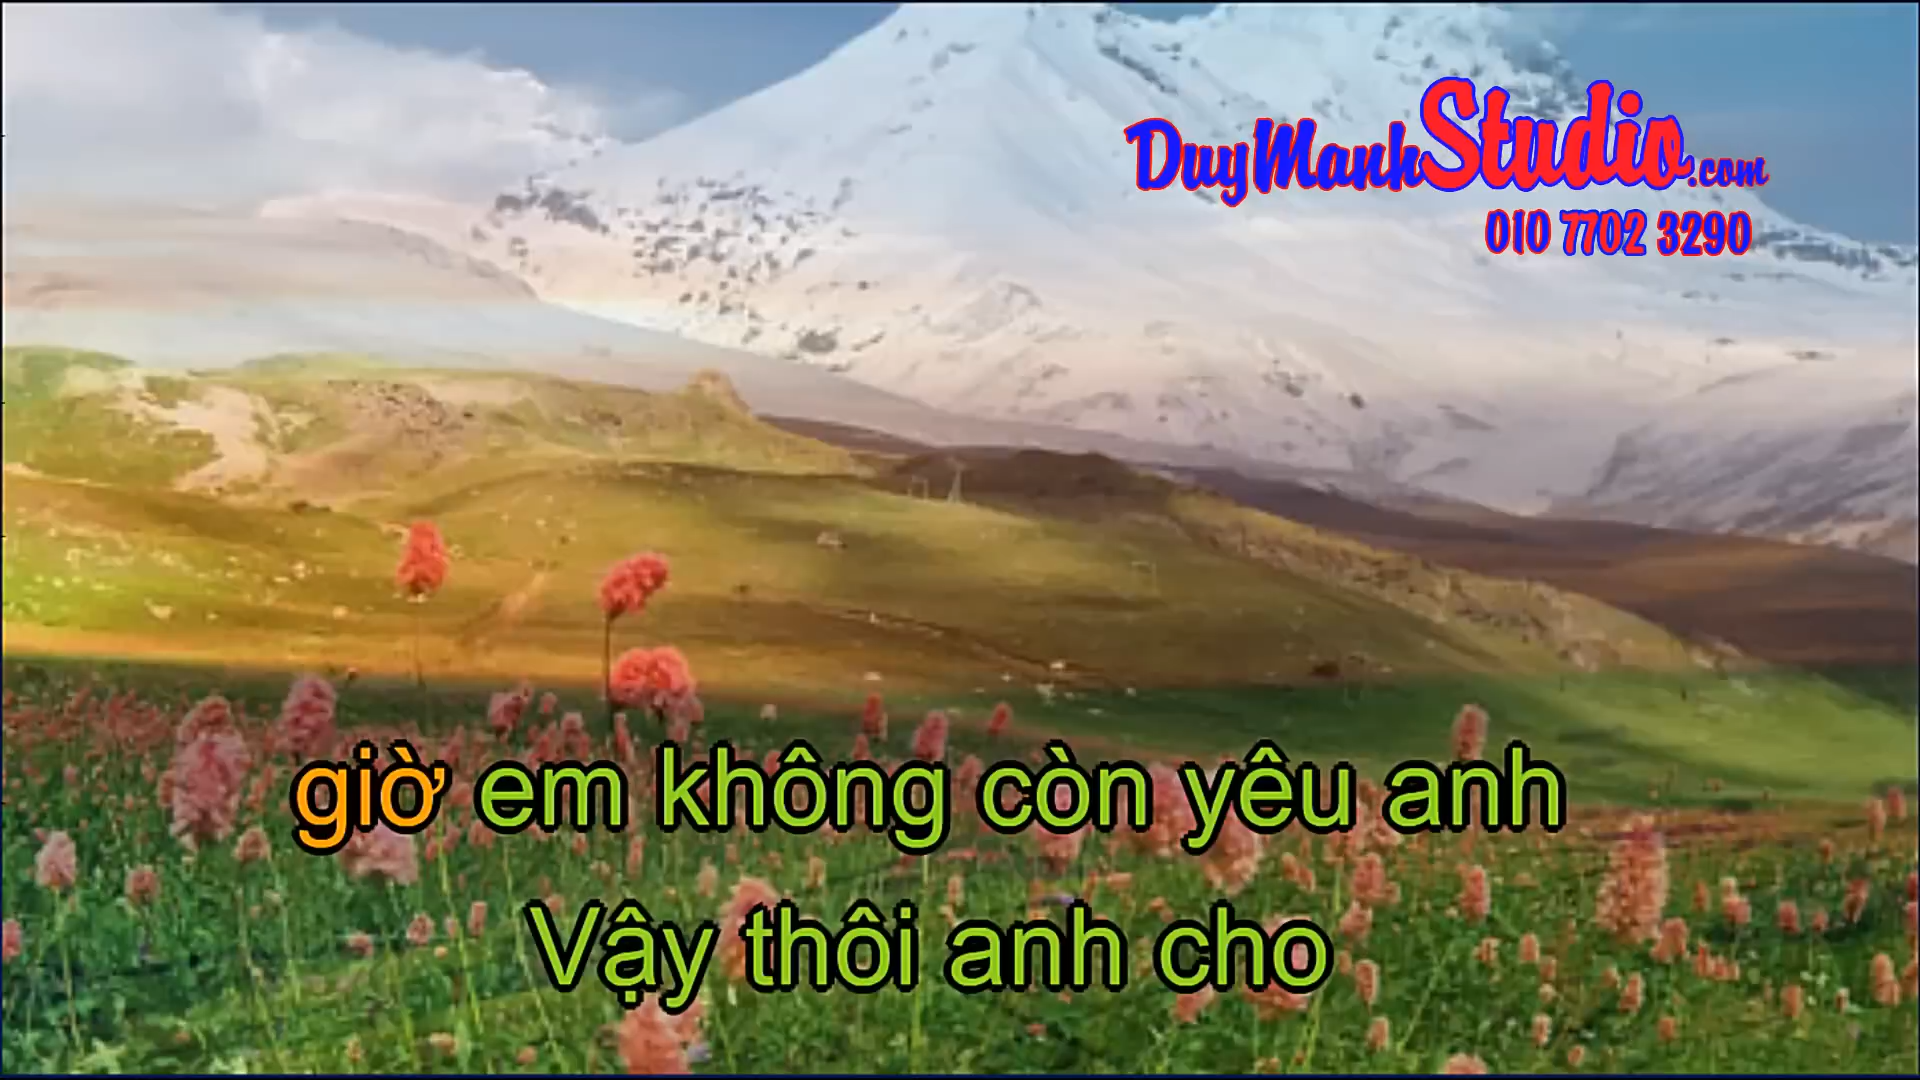 DuyManhStudio.com
010 7702 3290
giờ em không còn yêu anh
Vậy thôi anh cho